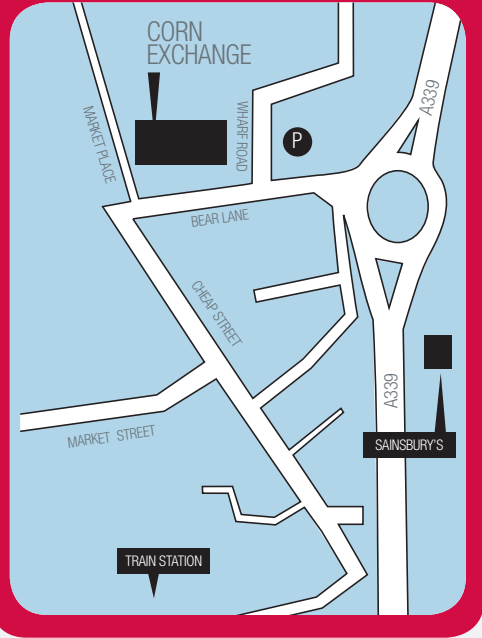 CORN
EXCHANGE
A339
MARKET PLACE
WHARF ROAD
P
BEAR LANE
CHEAP STREET
A339
MARKET STREET
SAINSBURY'S
TRAIN STATION